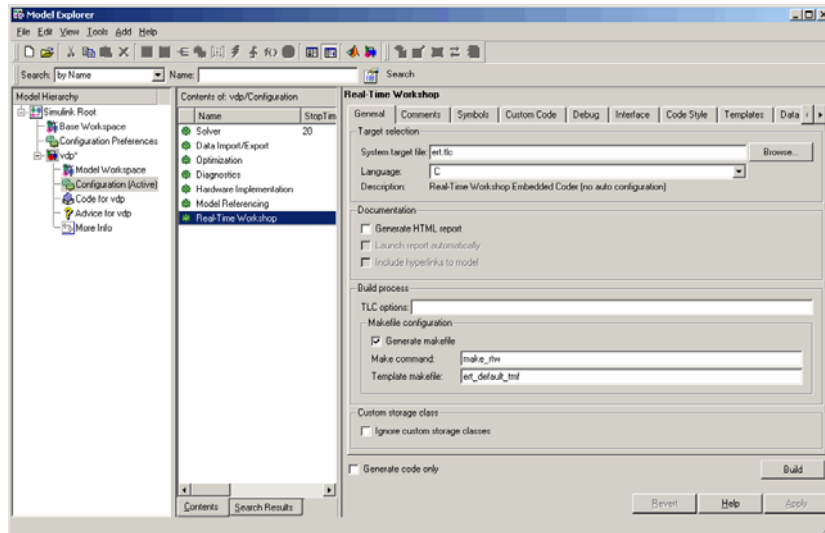 Model Explorer
File Edit View Tools Add Help
Search: by Name Name: Search
Model Hierarchy
Simulink Root
Base Workspace
Configuration Preferences
vdp*
Model Workspace
Configuration (Active)
Code for vdp
Advice for vdp
More Info
Contents of: vdp/Configuration
Name StopTim
Solver 20
Data Import/Export
Optimization
Diagnostics
Hardware Implementation
Model Referencing
Real-Time Workshop
Contents Search Results
Real-Time Workshop
General Comments Symbols Custom Code Debug Interface Code Style Templates Data
Target selection
System target file: ert.tlc Browse...
Language: C
Description: Real-Time Workshop Embedded Coder (no auto configuration)
Documentation
Generate HTML report
Launch report automatically
Include hyperlinks to model
Build process
TLC options:
Makefile configuration
Generate makefile
Make command: make_rtw
Template makefile: ert_default_tmf
Custom storage class
Ignore custom storage classes
Generate code only Build
Revert Help Apply